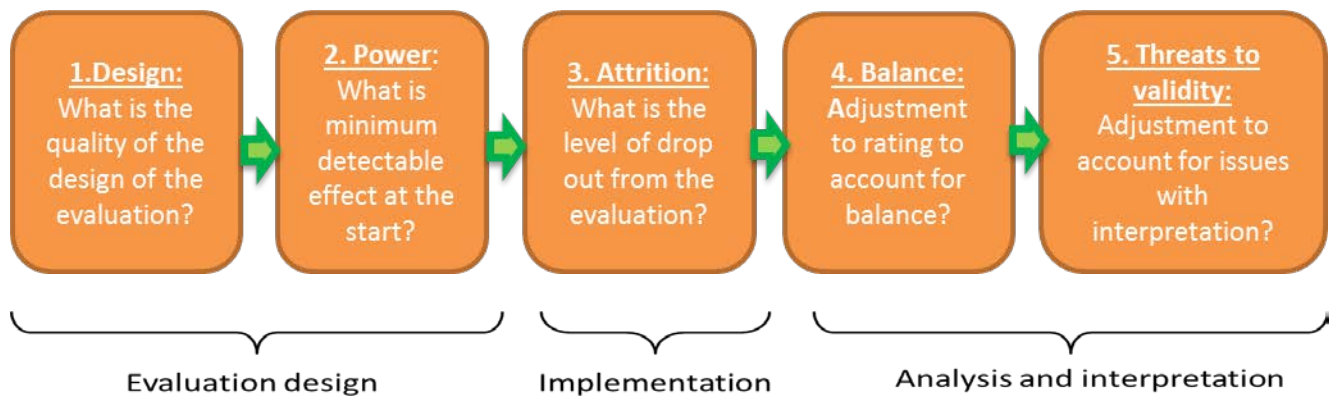 1.Design:
What is the
quality of the
design of the
evaluation?
2. Power:
What is
minimum
detectable
effect at the
start?
3. Attrition:
What is the
level of drop
out from the
evaluation?
4. Balance:
Adjustment
to rating to
account for
balance?
5. Threats to
validity:
Adjustment to
account for issues
with
interpretation?
Evaluation design
Implementation
Analysis and interpretation